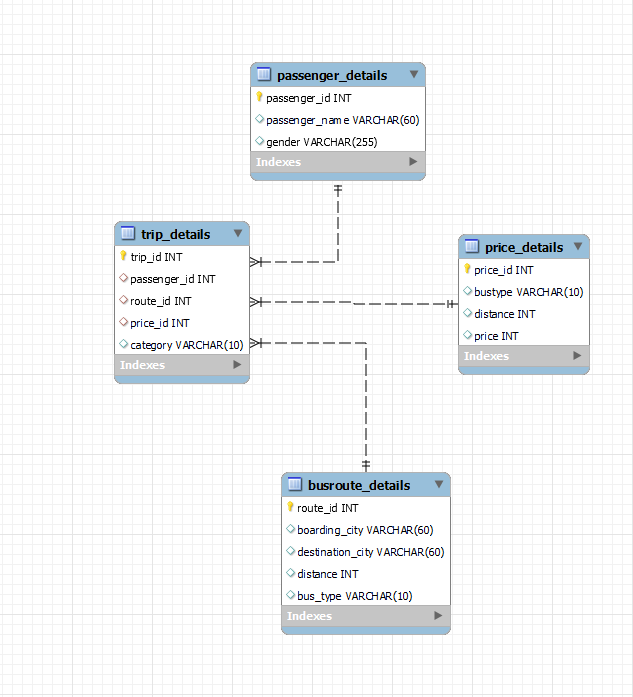 passenger_details
passenger_id INT
passenger_name VARCHAR(60)
gender VARCHAR(255)
Indexes
trip_details
trip_id INT
passenger_id INT
route_id INT
price_id INT
category VARCHAR(10)
Indexes
price_details
price_id INT
bustype VARCHAR(10)
distance INT
price INT
Indexes
busroute_details
route_id INT
boarding_city VARCHAR(60)
destination_city VARCHAR(60)
distance INT
bus_type VARCHAR(10)
Indexes